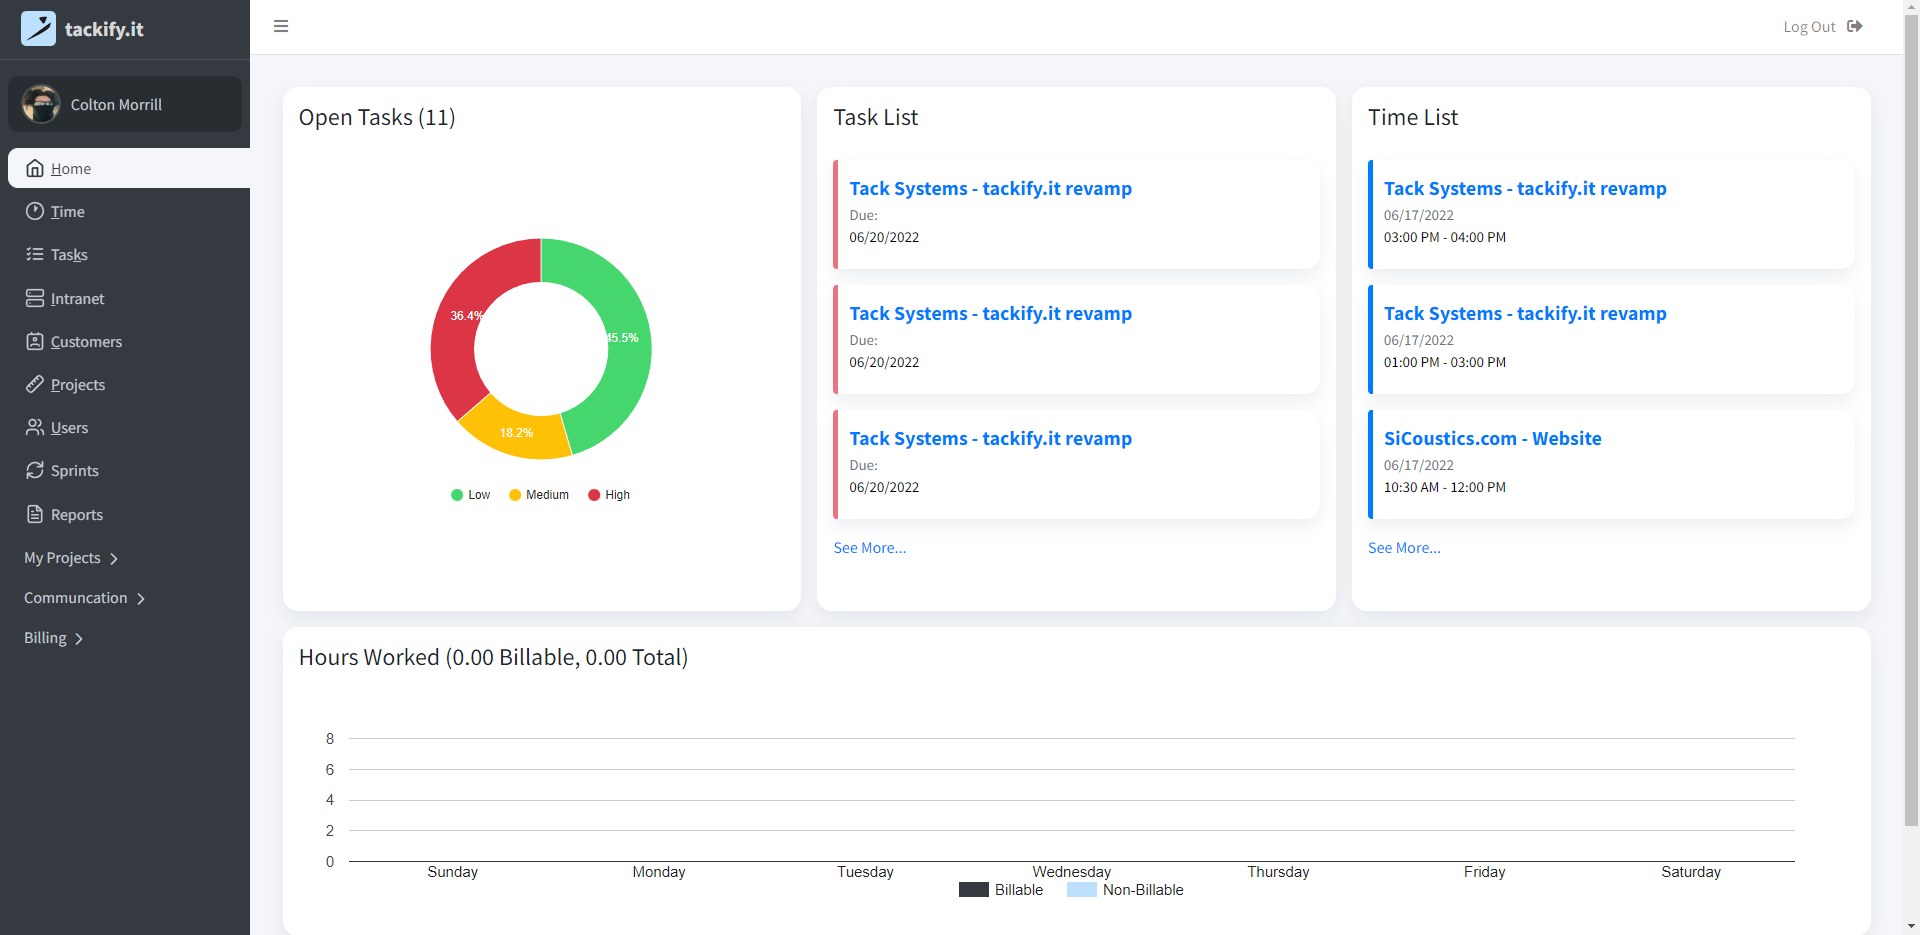 tackify.it
Log Out
Colton Morrill
Home
Time
Tasks
Intranet
Customers
Projects
Users
Sprints
Reports
My Projects
Communcation
Billing
Open Tasks (11)
36.4%
45.5%
18.2%
Low Medium High
Task List
Tack Systems - tackify.it revamp
Due:
06/20/2022
Tack Systems - tackify.it revamp
Due:
06/20/2022
Tack Systems - tackify.it revamp
Due:
06/20/2022
See More...
Time List
Tack Systems - tackify.it revamp
06/17/2022
03:00 PM - 04:00 PM
Tack Systems - tackify.it revamp
06/17/2022
01:00 PM - 03:00 PM
SiCoustics.com - Website
06/17/2022
10:30 AM - 12:00 PM
See More...
Hours Worked (0.00 Billable, 0.00 Total)
8
6
4
2
0
Sunday Monday Tuesday Wednesday Thursday Friday Saturday
Billable Non-Billable